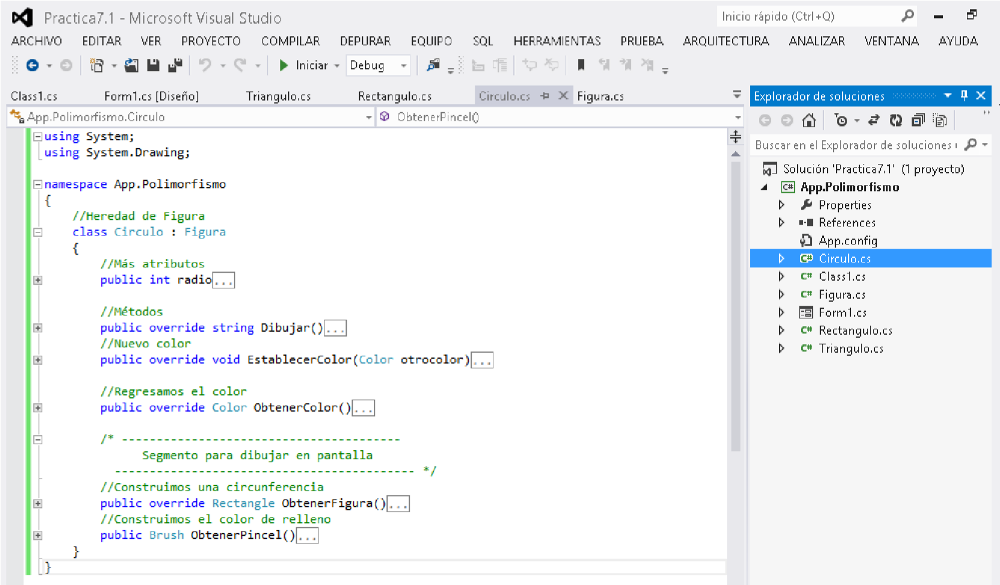 Practica7.1 - Microsoft Visual Studio
Inicio rápido (Ctrl+Q)
ARCHIVO EDITAR VER PROYECTO COMPILAR DEPURAR EQUIPO SQL HERRAMIENTAS PRUEBA ARQUITECTURA ANALIZAR VENTANA AYUDA
Iniciar Debug
Class1.cs Form1.cs [Diseño] Triangulo.cs Rectangulo.cs Circulo.cs Figura.cs
App.Polimorfismo.Circulo ObtenerPincel()
using System;
using System.Drawing;
namespace App.Polimorfismo
{
//Heredad de Figura
class Circulo : Figura
{
//Más atributos
public int radio...
//Métodos
public override string Dibujar()...
//Nuevo color
public override void EstablecerColor(Color otrocolor)...
//Regresamos el color
public override Color ObtenerColor()...
/* ----------------------------------------
Segmento para dibujar en pantalla
------------------------------------------- */
//Construimos una circunferencia
public override Rectangle ObtenerFigura()...
//Construimos el color de relleno
public Brush ObtenerPincel()...
}
}
Explorador de soluciones
Buscar en el Explorador de soluciones
Solución 'Practica7.1' (1 proyecto)
C# App.Polimorfismo
Properties
References
App.config
C# Circulo.cs
C# Class1.cs
C# Figura.cs
Form1.cs
C# Rectangulo.cs
C# Triangulo.cs